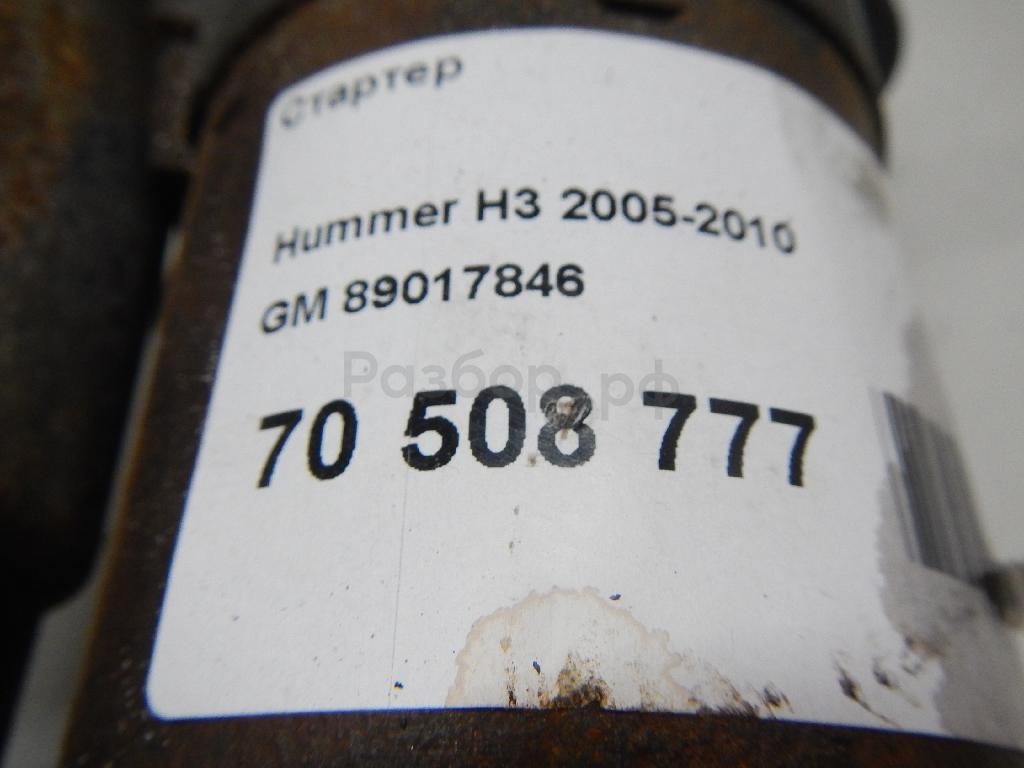 Стартер
Hummer H3 2005-2010
GM 89017846
Разбор.рф
70 508 777